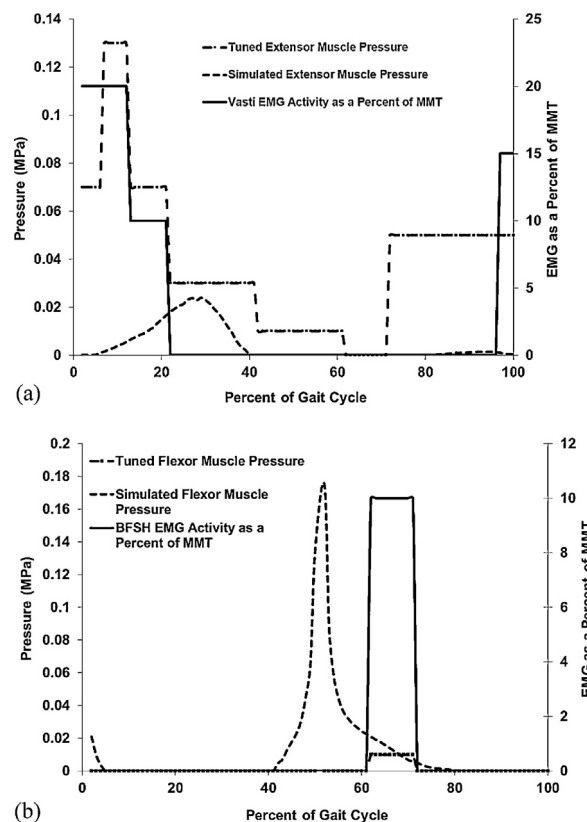 0.14
0.12
0.1
0.08
0.06
0.04
0.02
0
25
20
15
10
5
0
0
20
40
60
80
100
Pressure (MPa)
EMG as a Percent of MMT
Tuned Extensor Muscle Pressure
Simulated Extensor Muscle Pressure
Vasti EMG Activity as a Percent of MMT
Percent of Gait Cycle
(a)
0.2
0.18
0.16
0.14
0.12
0.1
0.08
0.06
0.04
0.02
0
12
10
8
6
4
2
0
0
20
40
60
80
100
Pressure (MPa)
EMG as a Percent of MMT
Tuned Flexor Muscle Pressure
Simulated Flexor Muscle
Pressure
BFSH EMG Activity as a
Percent of MMT
Percent of Gait Cycle
(b)